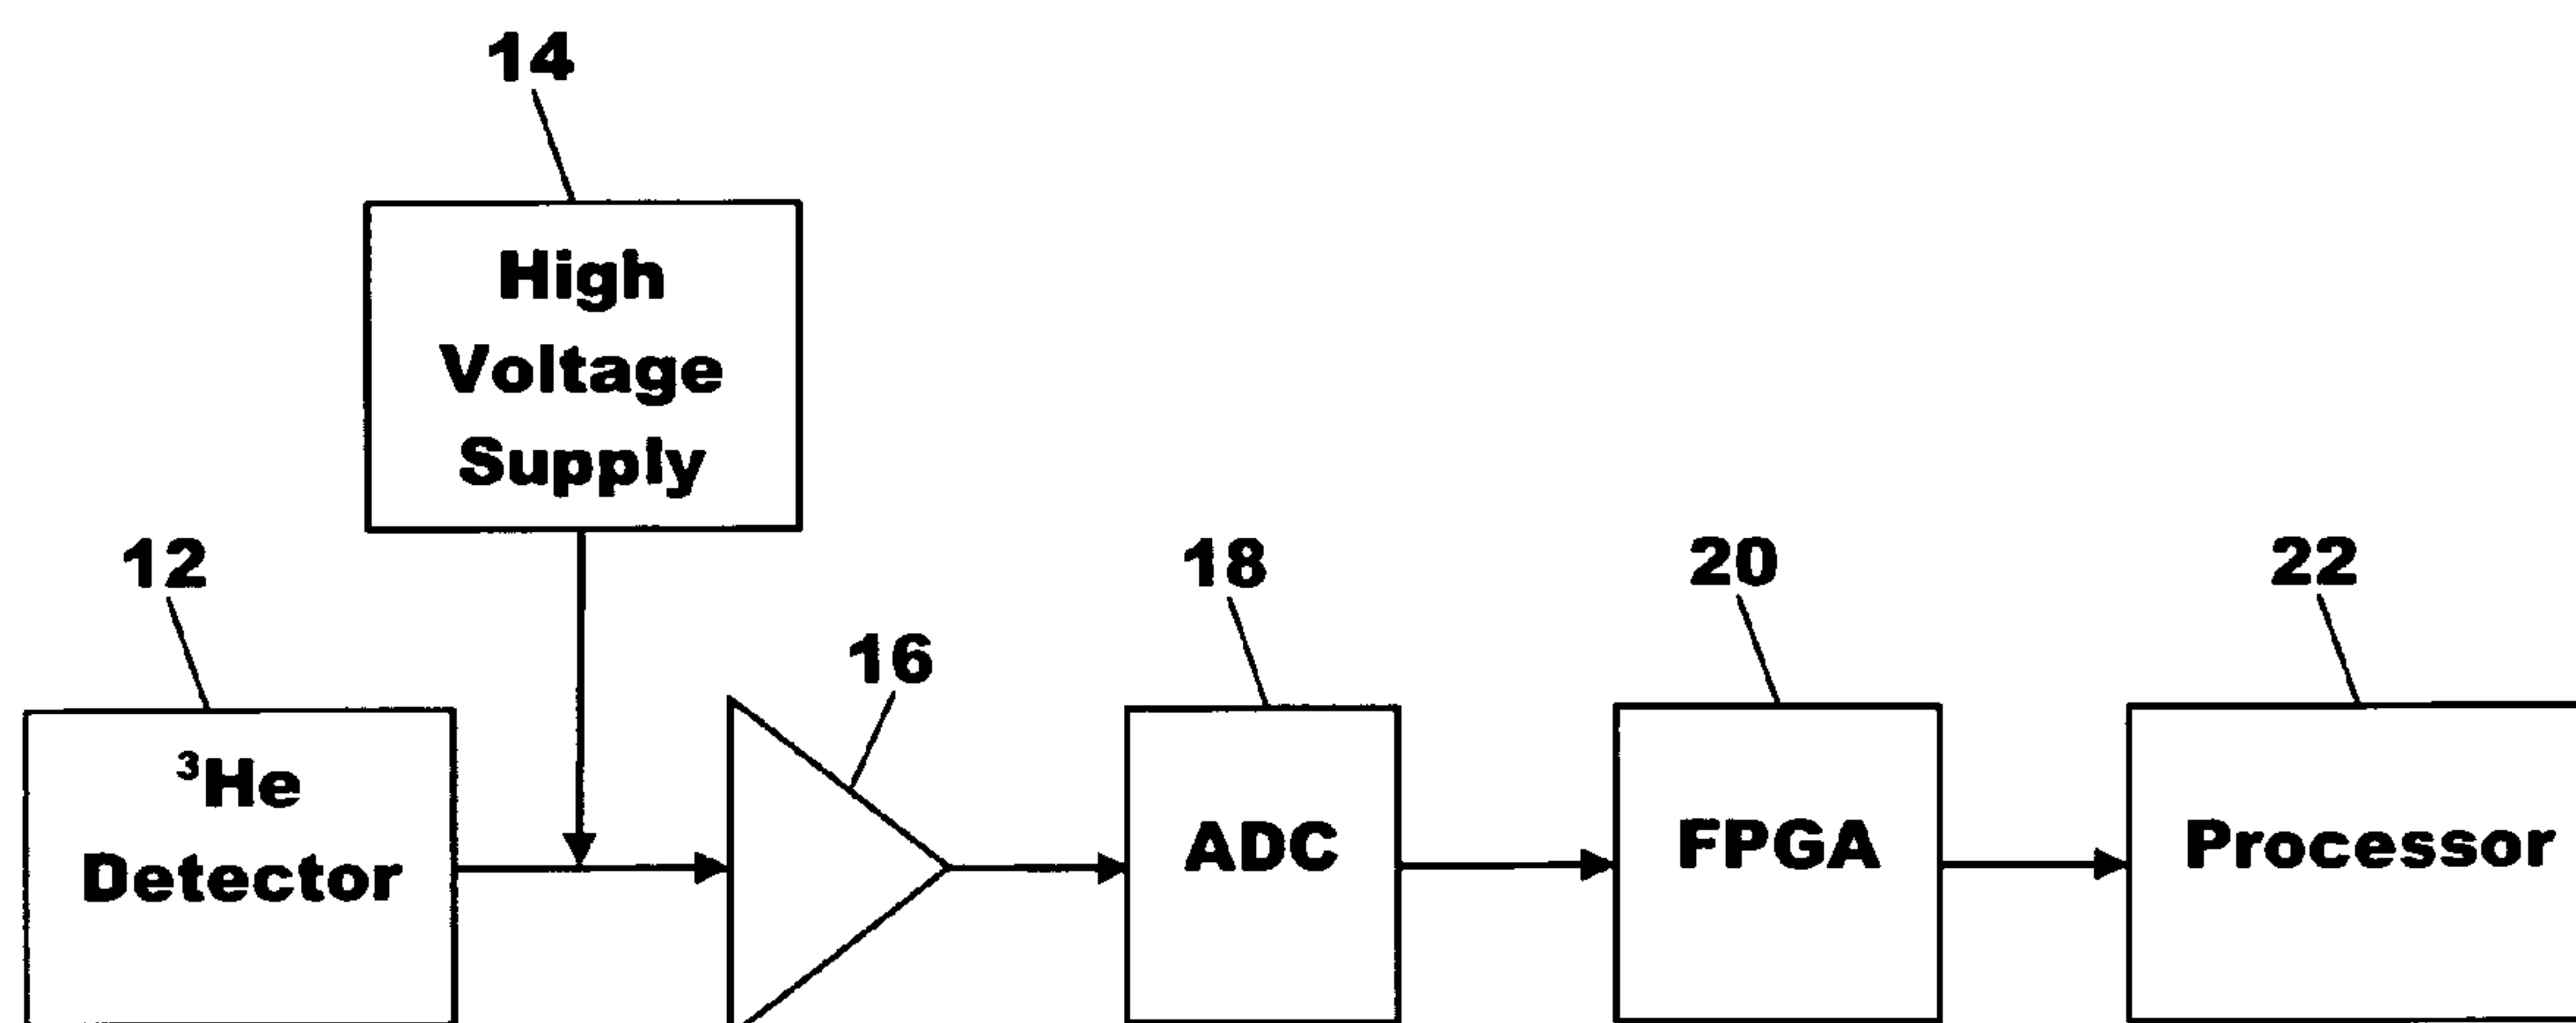 14
High
Voltage
Supply
12
16
18
20
22
³He
Detector
ADC
FPGA
Processor